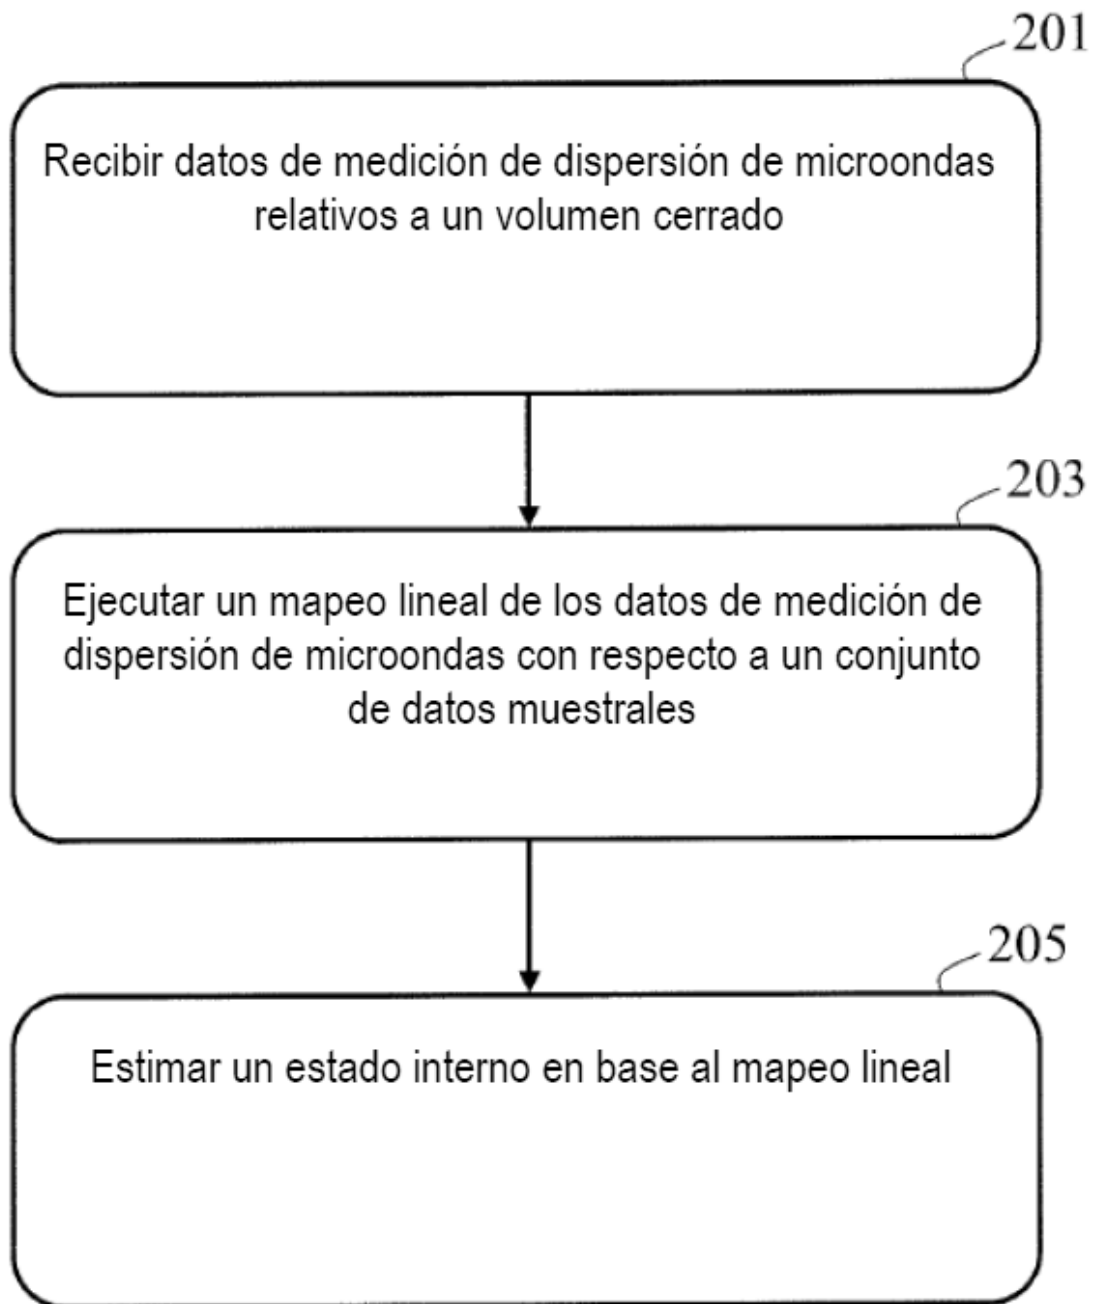 201
Recibir datos de medición de dispersión de microondas
relativos a un volumen cerrado
203
Ejecutar un mapeo lineal de los datos de medición de
dispersión de microondas con respecto a un conjunto
de datos muestrales
205
Estimar un estado interno en base al mapeo lineal